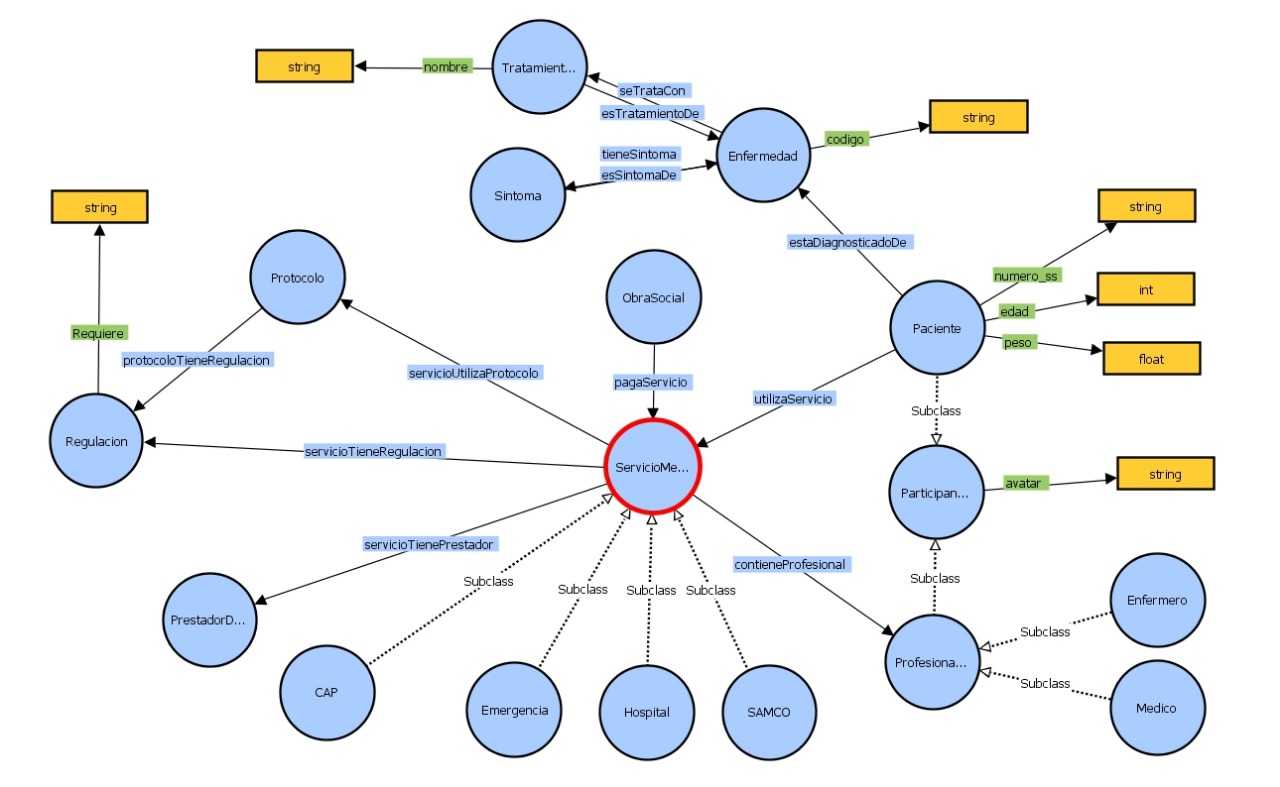 Tratamient...
string
nombre
seTrataCon
esTratamientoDe
string
codigo
Enfermedad
tieneSintoma
esSintomaDe
Sintoma
string
string
estaDiagnosticadoDe
Protocolo
numero_ss
ObraSocial
int
edad
Paciente
Requiere
peso
float
protocoloTieneRegulacion
servicioUtilizaProtocolo
pagaServicio
utilizaServicio
Subclass
Regulacion
servicioTieneRegulacion
ServicioMe...
string
avatar
Participan...
servicioTienePrestador
contieneProfesional
Subclass
Subclass
Subclass
Subclass
Subclass
Enfermero
PrestadorD...
Subclass
Profesiona...
Subclass
CAP
Emergencia
Hospital
SAMCO
Medico